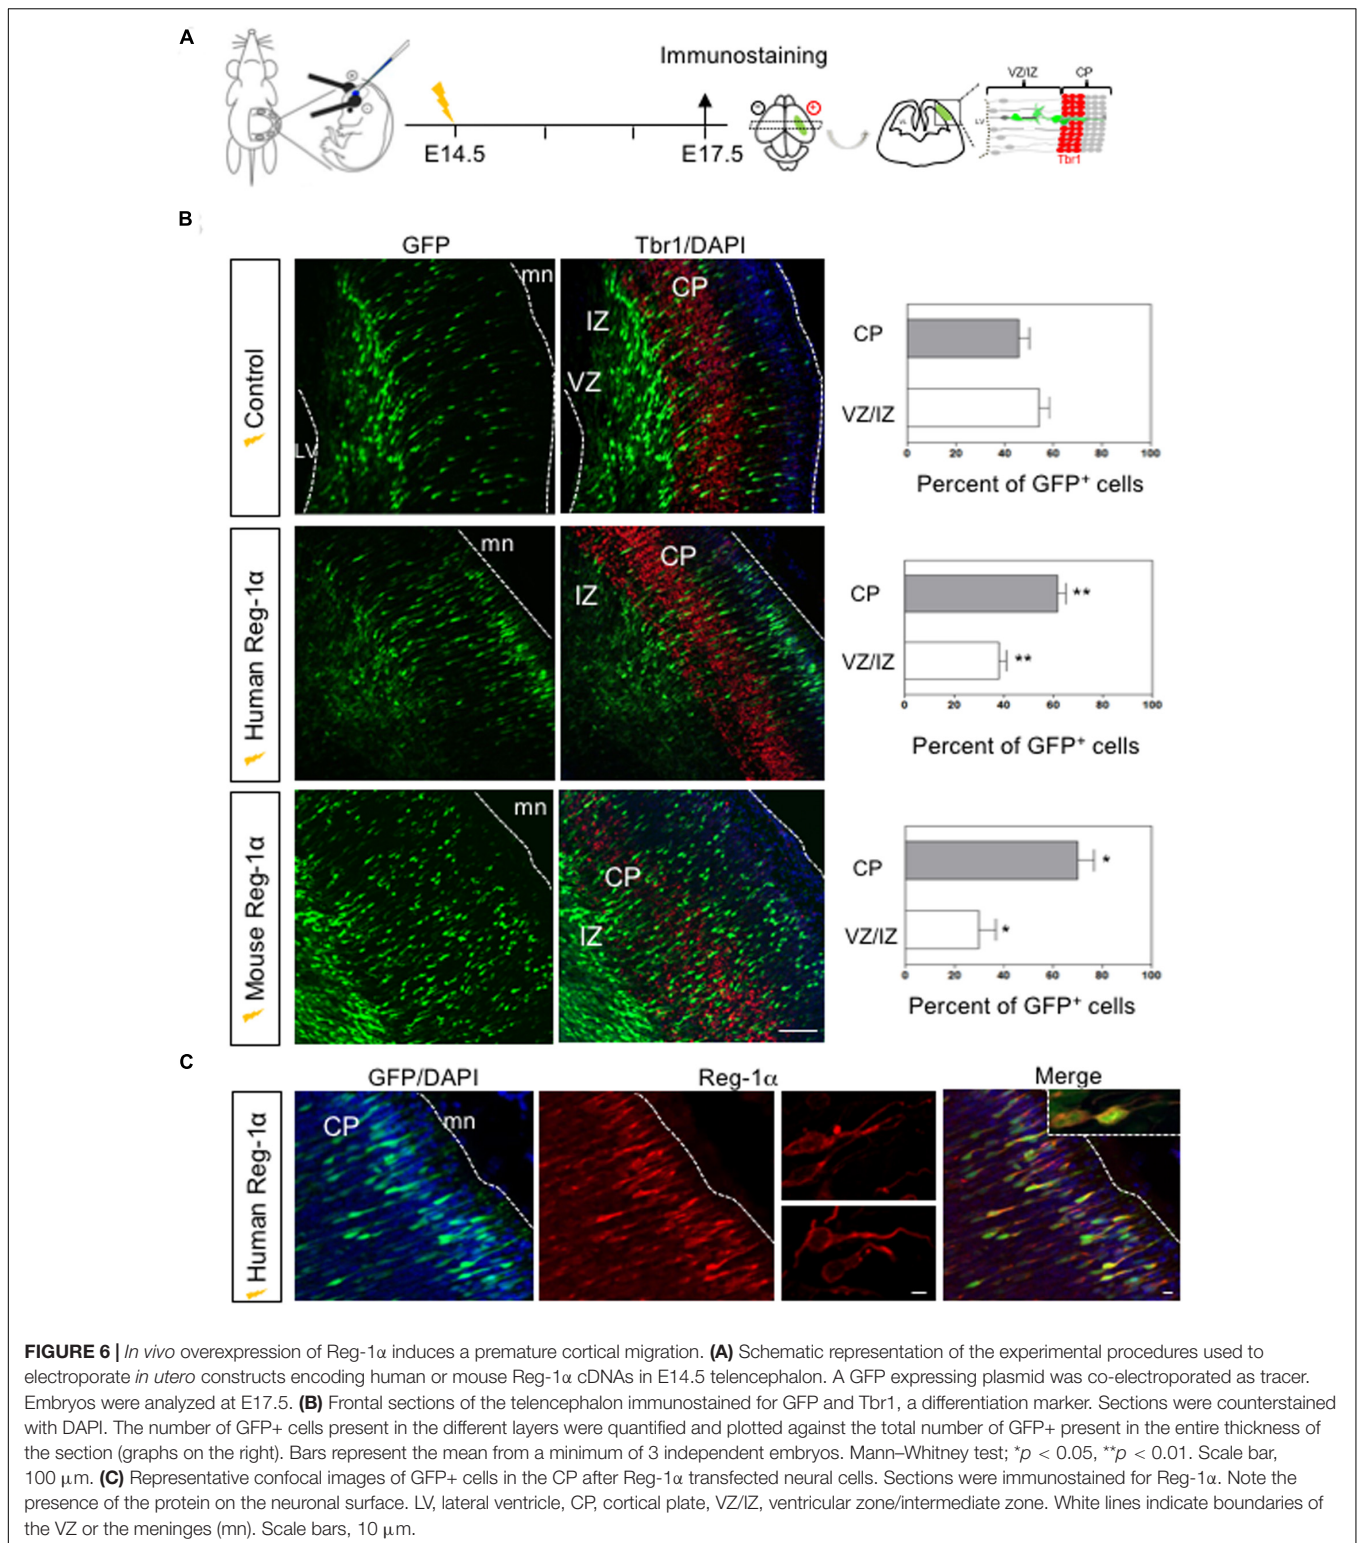 A
Immunostaining
E14.5
E17.5
VZ/IZ
CP
LV
Tbr1
B
GFP
Tbr1/DAPI
Control
mn
LV
CP
IZ
VZ
CP
VZ/IZ
0 20 40 60 80 100
Percent of GFP⁺ cells
Human Reg-1α
mn
CP
IZ
CP
**
VZ/IZ
**
0 20 40 60 80 100
Percent of GFP⁺ cells
Mouse Reg-1α
mn
CP
IZ
CP
*
VZ/IZ
*
0 20 40 60 80 100
Percent of GFP⁺ cells
C
GFP/DAPI
Reg-1α
Merge
Human Reg-1α
CP
mn
FIGURE 6 | In vivo overexpression of Reg-1α induces a premature cortical migration. (A) Schematic representation of the experimental procedures used to
electroporate in utero constructs encoding human or mouse Reg-1α cDNAs in E14.5 telencephalon. A GFP expressing plasmid was co-electroporated as tracer.
Embryos were analyzed at E17.5. (B) Frontal sections of the telencephalon immunostained for GFP and Tbr1, a differentiation marker. Sections were counterstained
with DAPI. The number of GFP+ cells present in the different layers were quantified and plotted against the total number of GFP+ present in the entire thickness of
the section (graphs on the right). Bars represent the mean from a minimum of 3 independent embryos. Mann–Whitney test; *p < 0.05, **p < 0.01. Scale bar,
100 μm. (C) Representative confocal images of GFP+ cells in the CP after Reg-1α transfected neural cells. Sections were immunostained for Reg-1α. Note the
presence of the protein on the neuronal surface. LV, lateral ventricle, CP, cortical plate, VZ/IZ, ventricular zone/intermediate zone. White lines indicate boundaries of
the VZ or the meninges (mn). Scale bars, 10 μm.